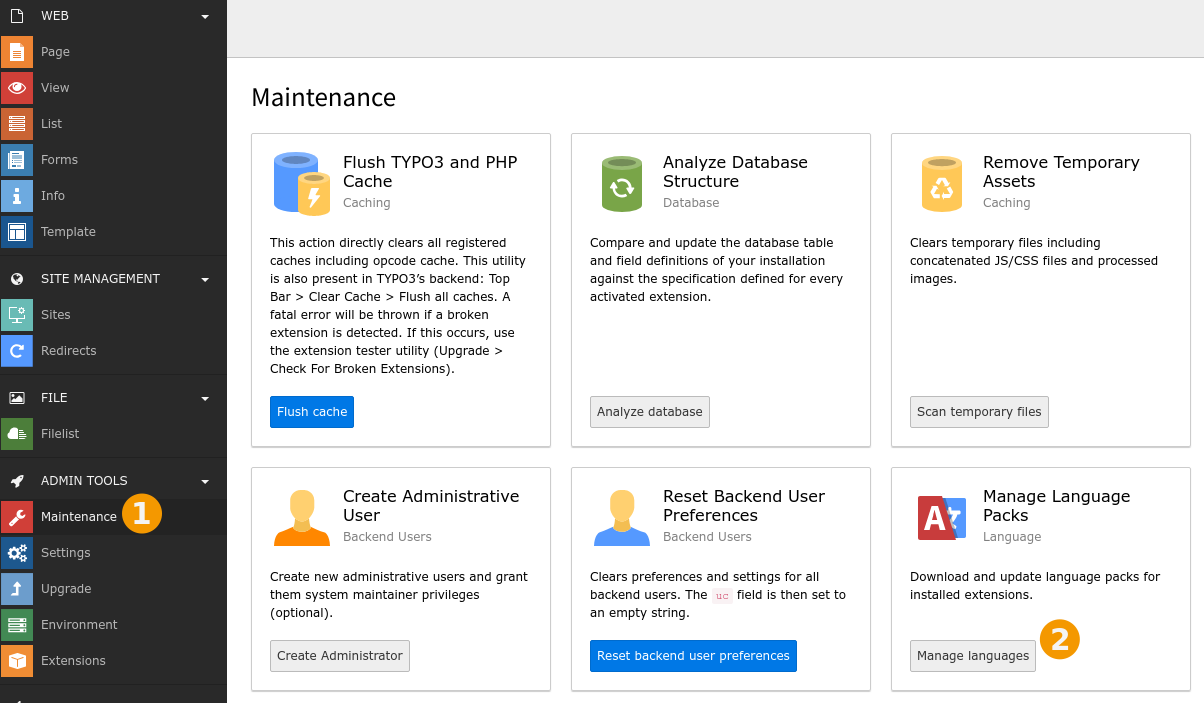 WEB
Page
View
List
Forms
Info
Template
SITE MANAGEMENT
Sites
Redirects
FILE
Filelist
ADMIN TOOLS
Maintenance
1
Settings
Upgrade
Environment
Extensions
Maintenance
Flush TYPO3 and PHP
Cache
Caching
This action directly clears all registered
caches including opcode cache. This utility
is also present in TYPO3’s backend: Top
Bar > Clear Cache > Flush all caches. A
fatal error will be thrown if a broken
extension is detected. If this occurs, use
the extension tester utility (Upgrade >
Check For Broken Extensions).
Flush cache
Analyze Database
Structure
Database
Compare and update the database table
and field definitions of your installation
against the specification defined for every
activated extension.
Analyze database
Remove Temporary
Assets
Caching
Clears temporary files including
concatenated JS/CSS files and processed
images.
Scan temporary files
Create Administrative
User
Backend Users
Create new administrative users and grant
them system maintainer privileges
(optional).
Create Administrator
Reset Backend User
Preferences
Backend Users
Clears preferences and settings for all
backend users. The uc field is then set to
an empty string.
Reset backend user preferences
A
Manage Language
Packs
Language
Download and update language packs for
installed extensions.
Manage languages
2